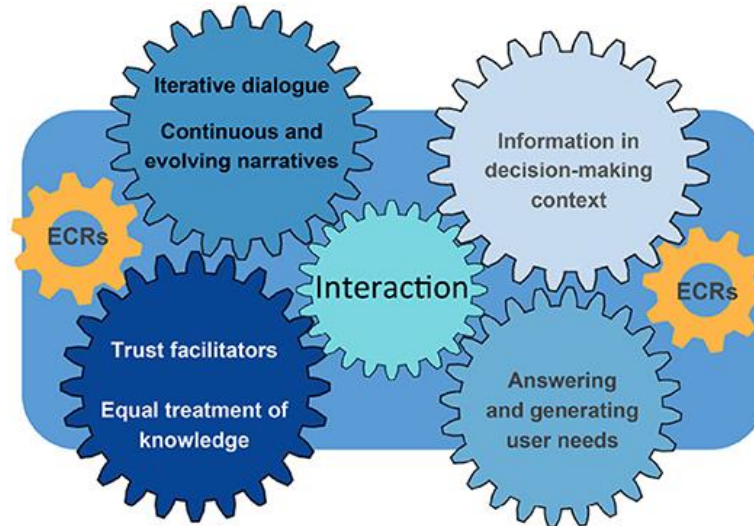 Iterative dialogue
Continuous and
evolving narratives
Information in
decision-making
context
ECRs
Interaction
ECRs
Trust facilitators
Equal treatment of
knowledge
Answering
and generating
user needs